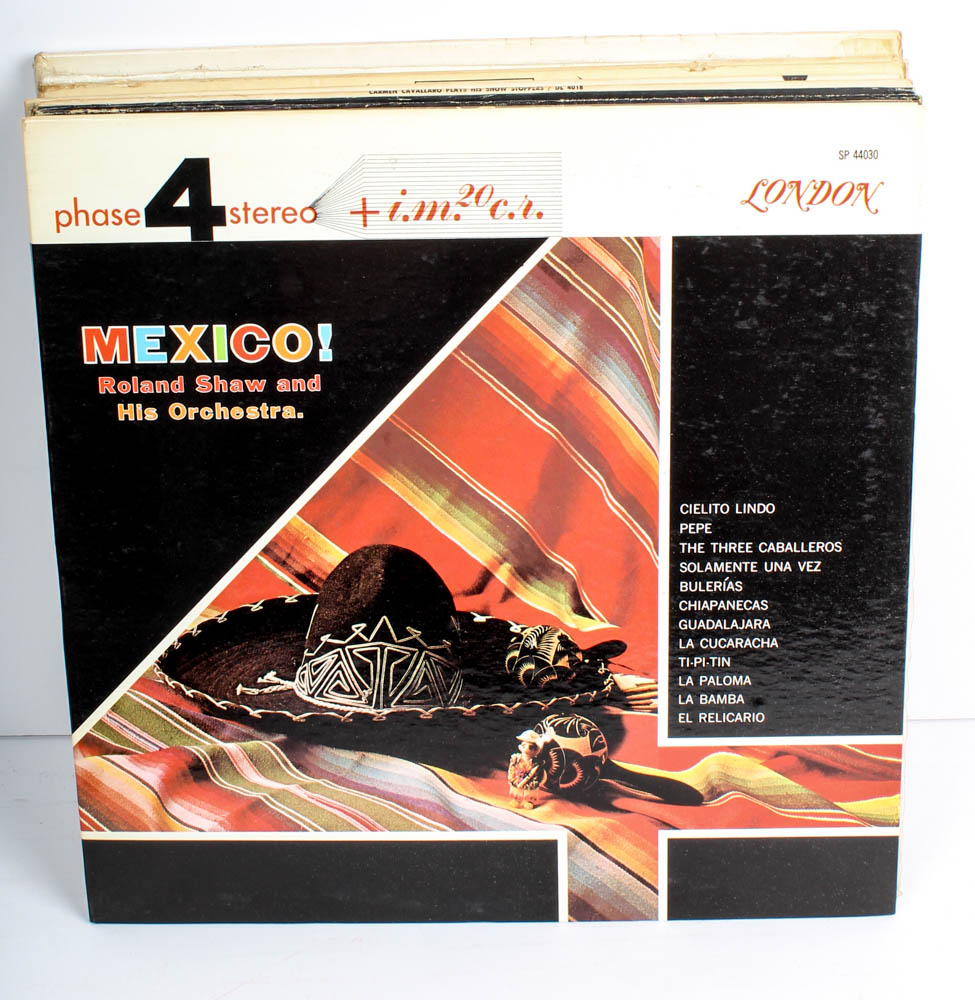 CARMEN CAVALLARO PLAYS HIS SHOW STOPPERS / DL 4018
SP 44030
phase 4 stereo + i.m.20 c.r.
LONDON
MEXICO!
Roland Shaw and
His Orchestra.
CIELITO LINDO
PEPE
THE THREE CABALLEROS
SOLAMENTE UNA VEZ
BULERÍAS
CHIAPANECAS
GUADALAJARA
LA CUCARACHA
TI-PI-TIN
LA PALOMA
LA BAMBA
EL RELICARIO